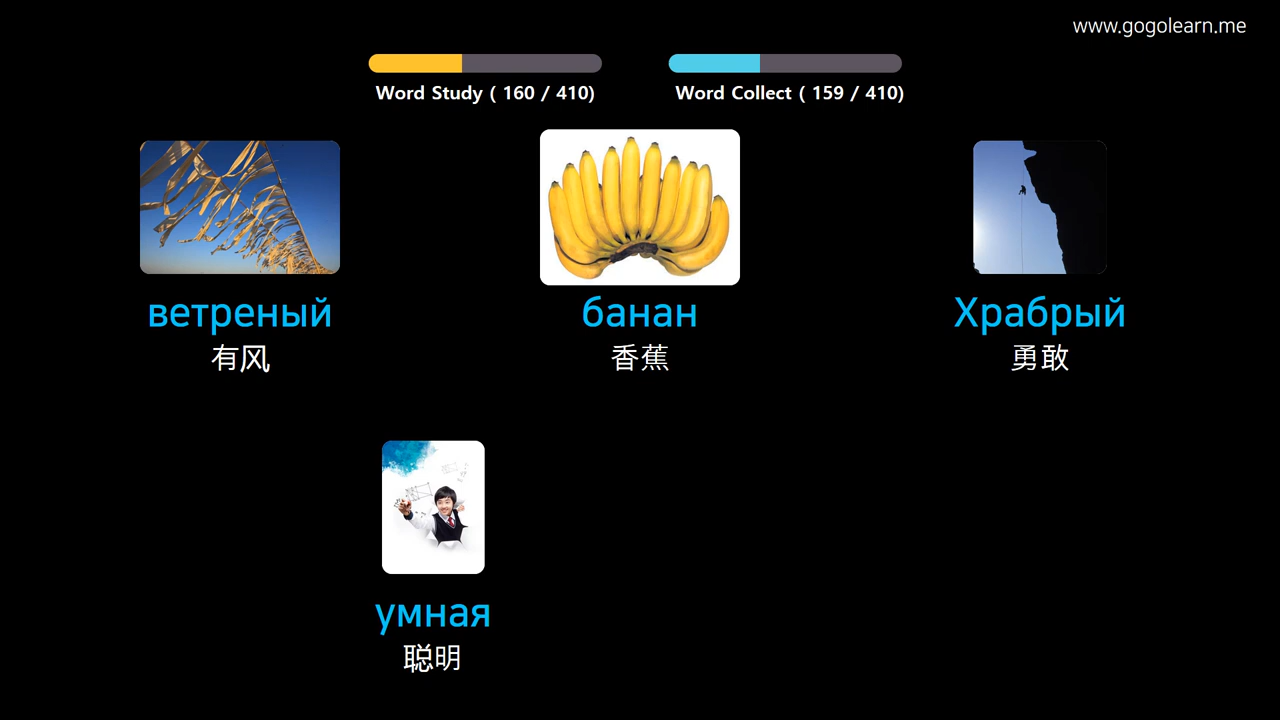 www.gogolearn.me
Word Study ( 160 / 410)
Word Collect ( 159 / 410)
ветреный
有风
банан
香蕉
Храбрый
勇敢
умная
聪明